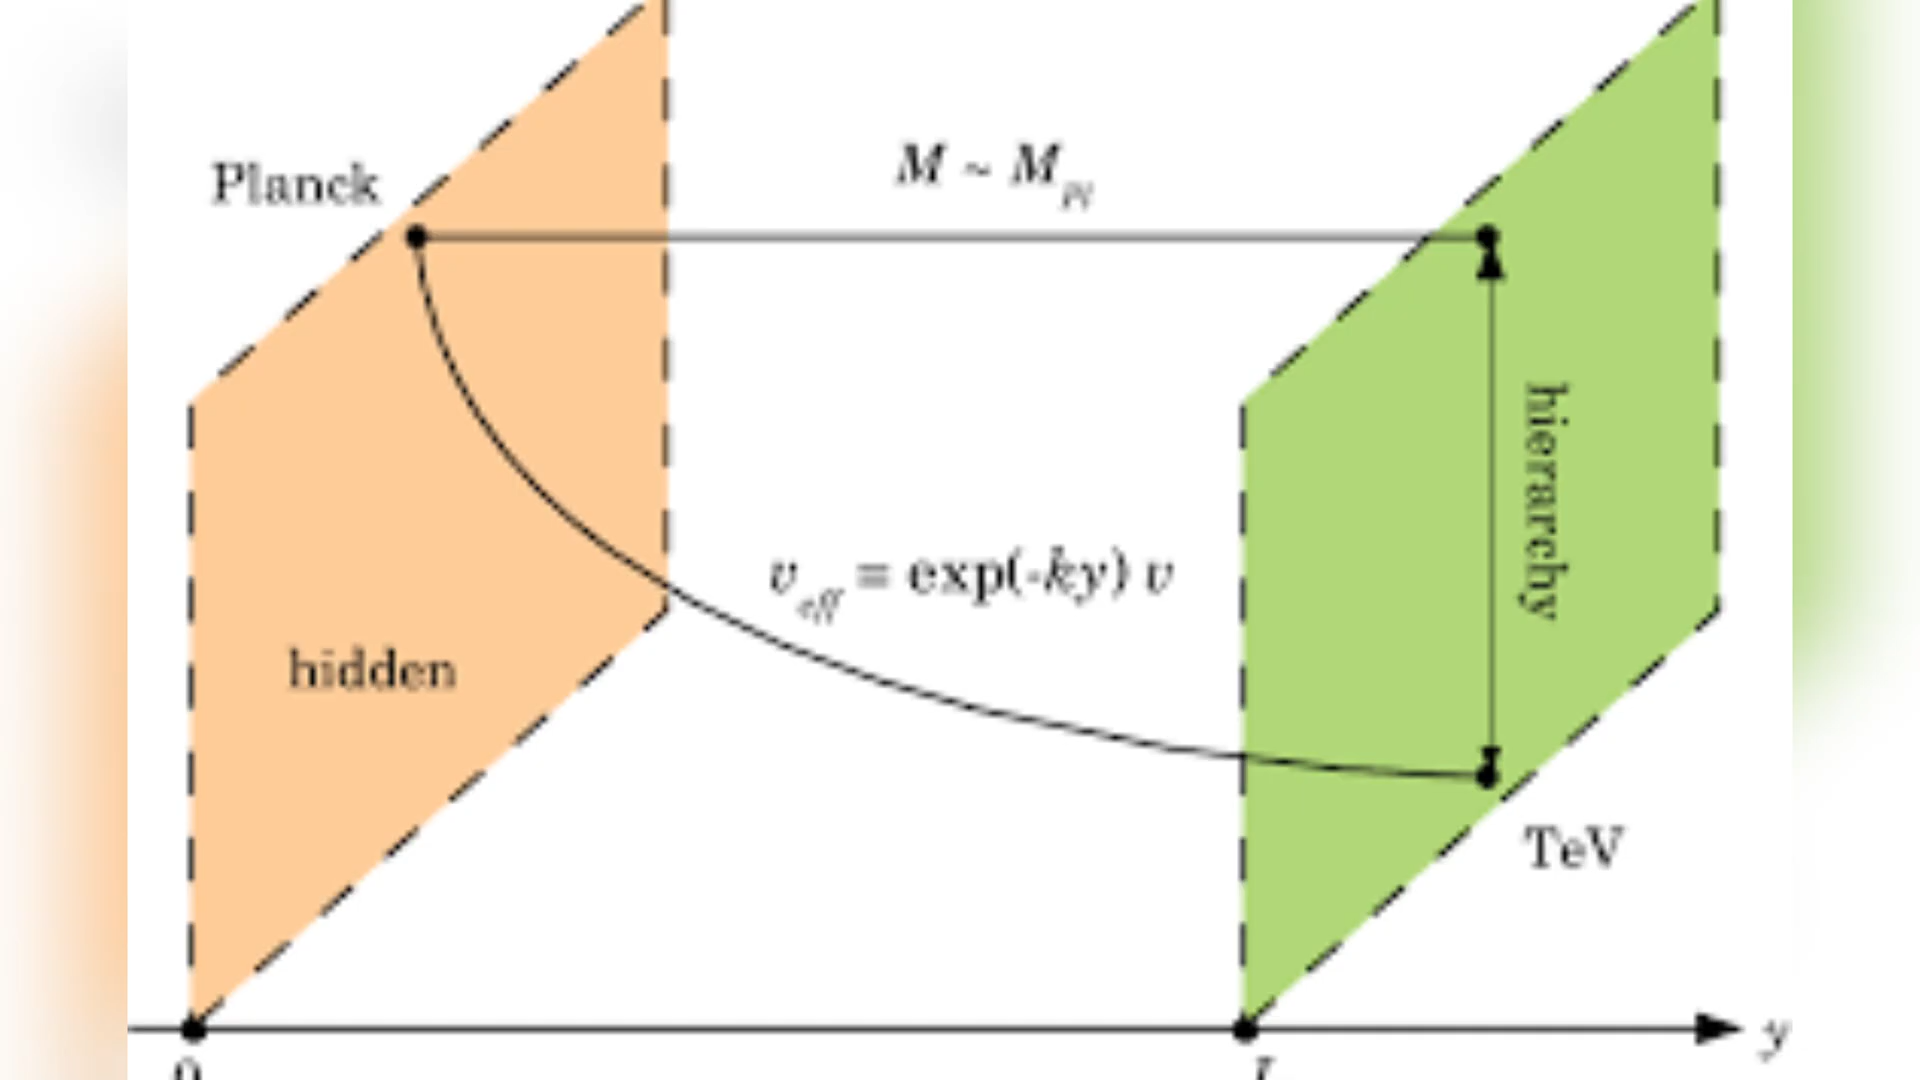 Planck
M ~ M_Pl
hierarchy
v_eff = exp(-ky) v
hidden
TeV
y
0
L